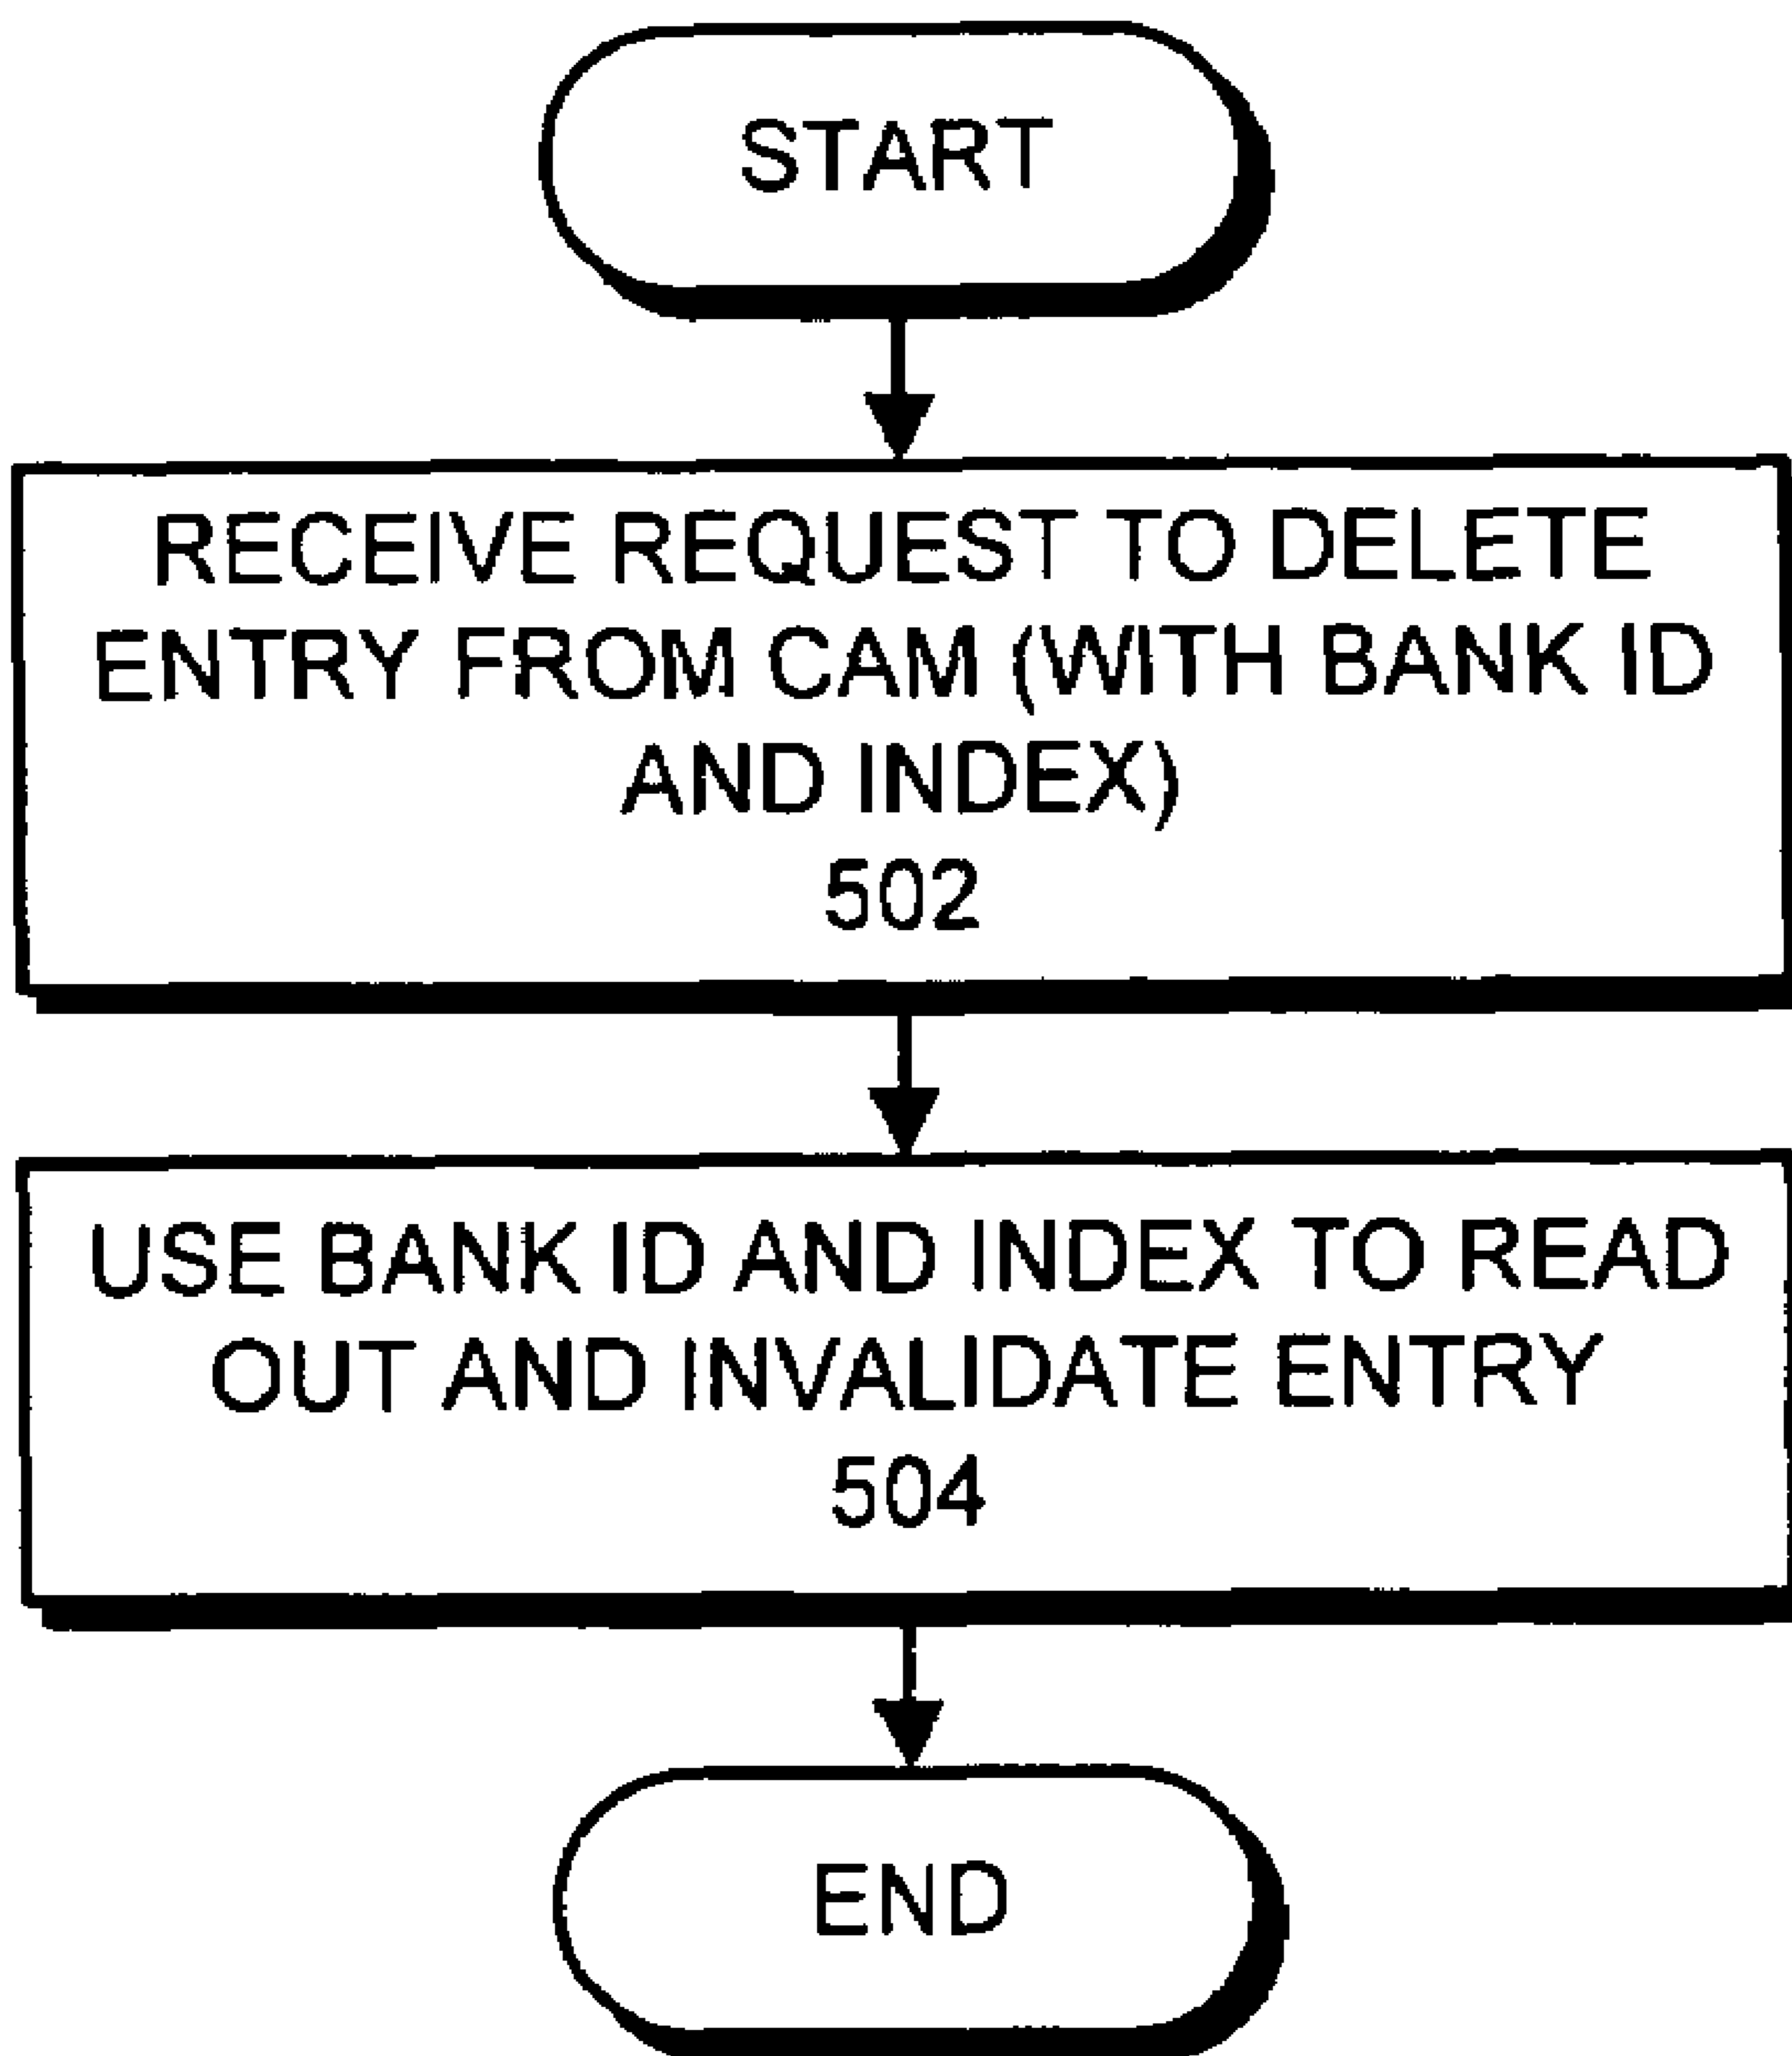 START
RECEIVE REQUEST TO DELETE
ENTRY FROM CAM (WITH BANK ID
AND INDEX)
502
USE BANK ID AND INDEX TO READ
OUT AND INVALIDATE ENTRY
504
END